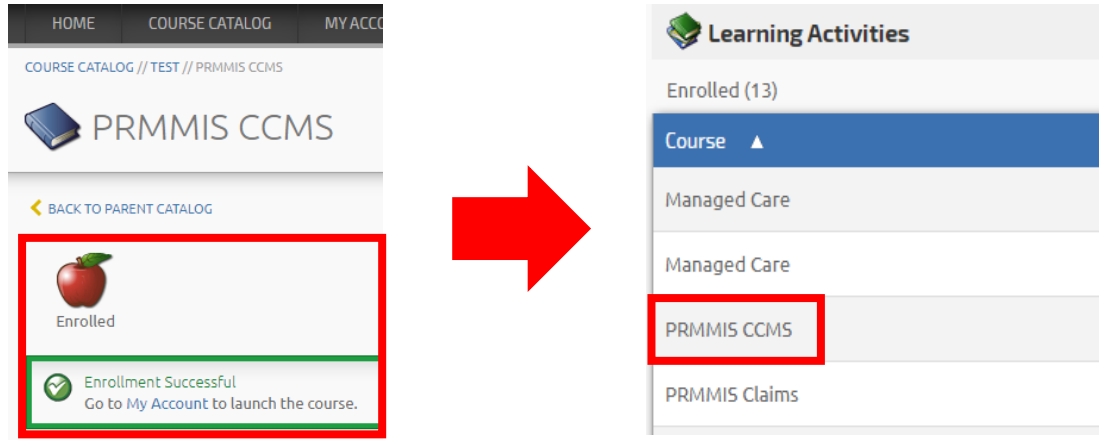 HOME COURSE CATALOG MY ACCO
COURSE CATALOG // TEST // PRMMIS CCMS
PRMMIS CCMS
BACK TO PARENT CATALOG
Enrolled
Enrollment Successful
Go to My Account to launch the course.
Learning Activities
Enrolled (13)
Course ▲
Managed Care
Managed Care
PRMMIS CCMS
PRMMIS Claims